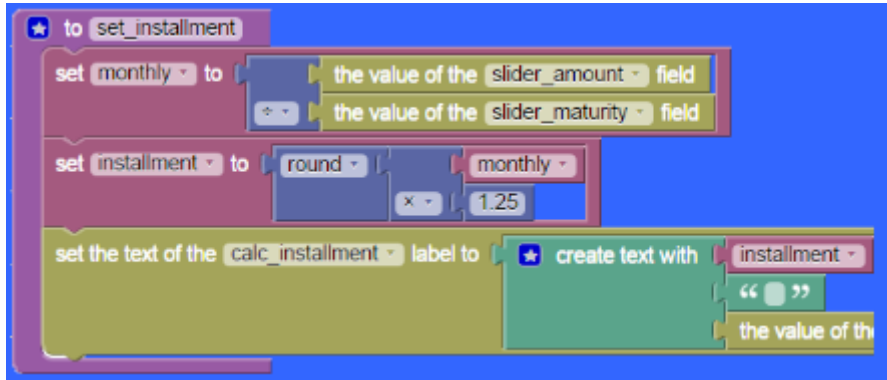 to set_installment
set monthly to the value of the slider_amount field
÷ the value of the slider_maturity field
set installment to round monthly
× 1.25
set the text of the calc_installment label to create text with installment
“ ”
the value of th